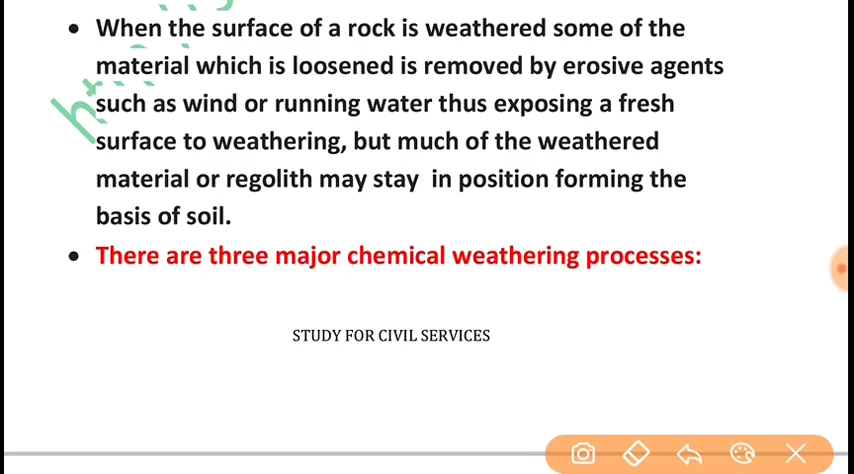 When the surface of a rock is weathered some of the
material which is loosened is removed by erosive agents
such as wind or running water thus exposing a fresh
surface to weathering, but much of the weathered
material or regolith may stay in position forming the
basis of soil.
There are three major chemical weathering processes:
STUDY FOR CIVIL SERVICES